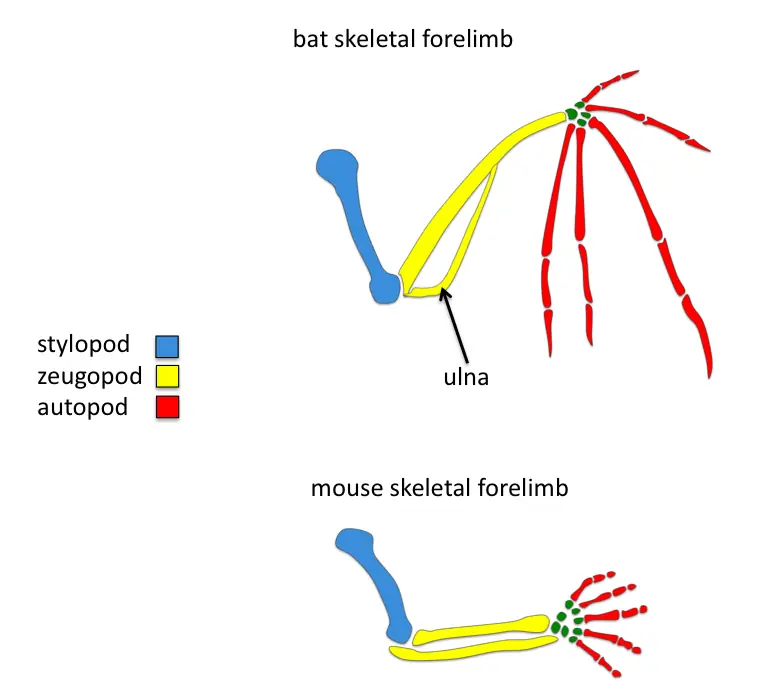 bat skeletal forelimb
stylopod
zeugopod
autopod
ulna
mouse skeletal forelimb